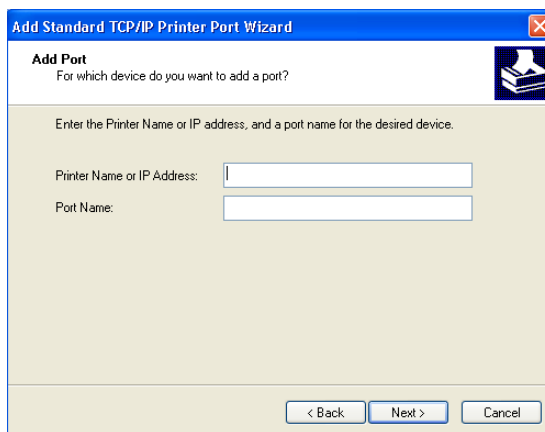 Add Standard TCP/IP Printer Port Wizard
Add Port
For which device do you want to add a port?
Enter the Printer Name or IP address, and a port name for the desired device.
Printer Name or IP Address:
Port Name:
< Back Next > Cancel